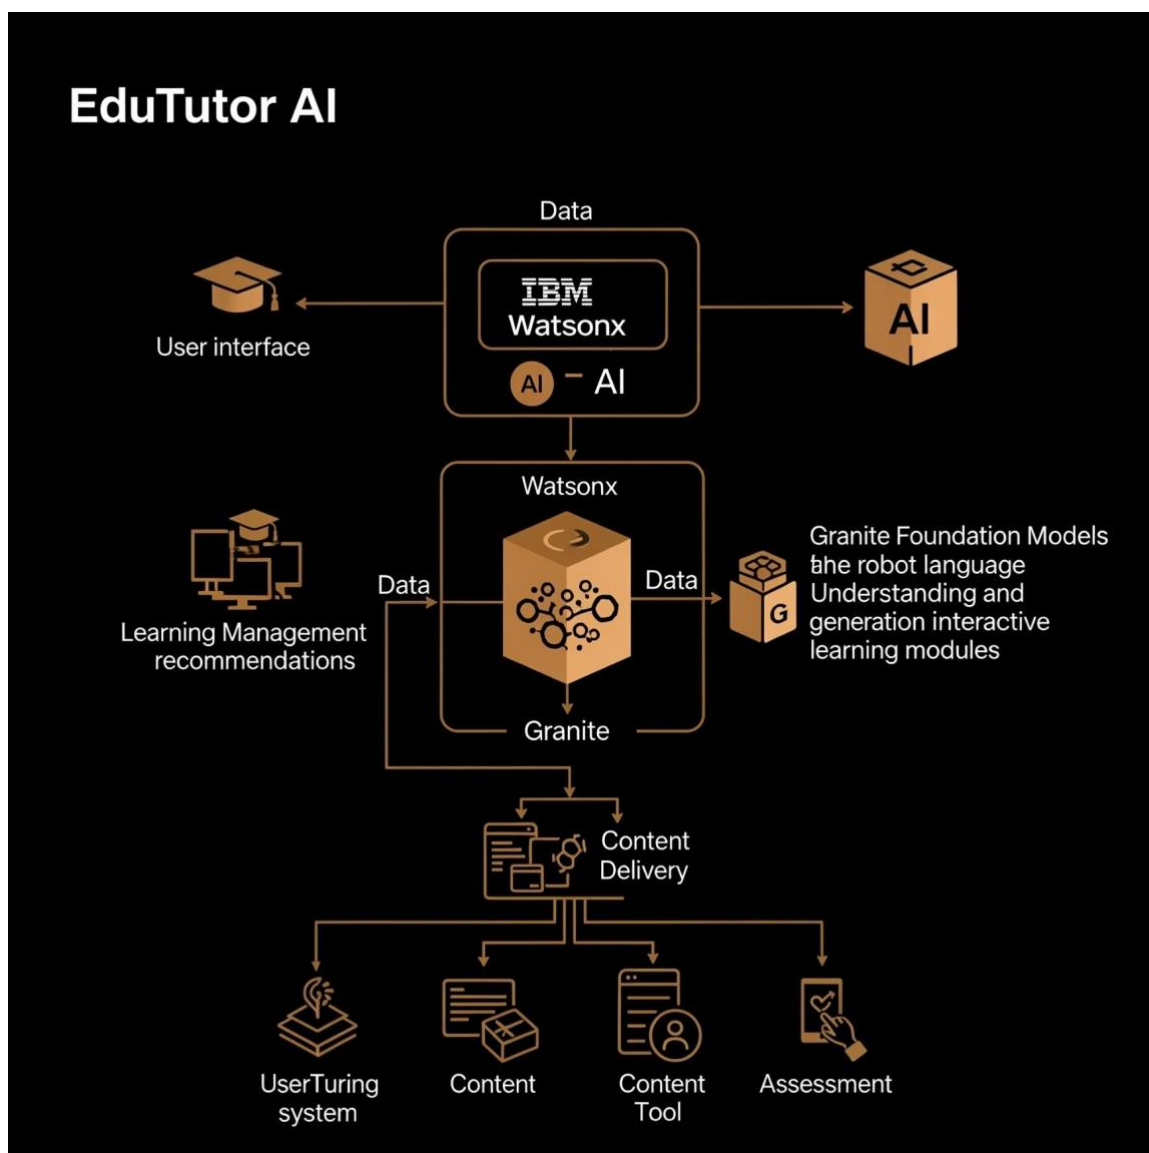 EduTutor AI
Data
IBM
Watsonx
AI - AI
User interface
AI
Watsonx
Data
Data
Learning Management
recommendations
G
Granite Foundation Models
the robot language
Understanding and
generation interactive
learning modules
Granite
Content
Delivery
UserTuring
system
Content
Content
Tool
Assessment